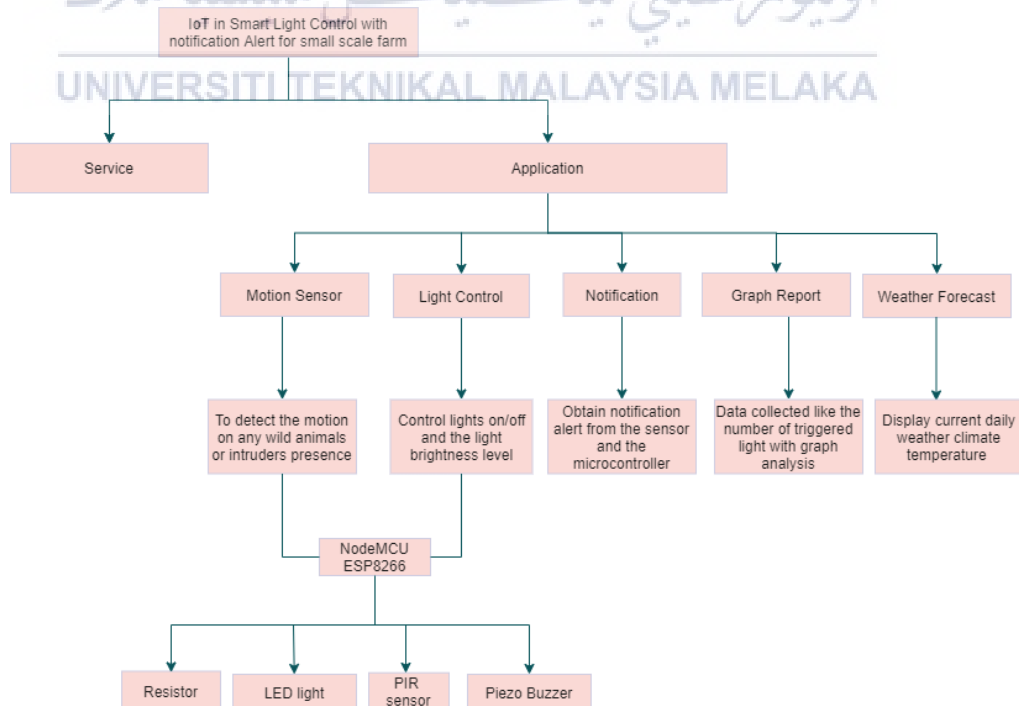 IoT in Smart Light Control with
notification Alert for small scale farm
UNIVERSITI TEKNIKAL MALAYSIA MELAKA
Service
Application
Motion Sensor
Light Control
Notification
Graph Report
Weather Forecast
To detect the motion
on any wild animals
or intruders presence
Control lights on/off
and the light
brightness level
Obtain notification
alert from the sensor
and the
microcontroller
Data collected like the
number of triggered
light with graph
analysis
Display current daily
weather climate
temperature
NodeMCU
ESP8266
Resistor
LED light
PIR
sensor
Piezo Buzzer